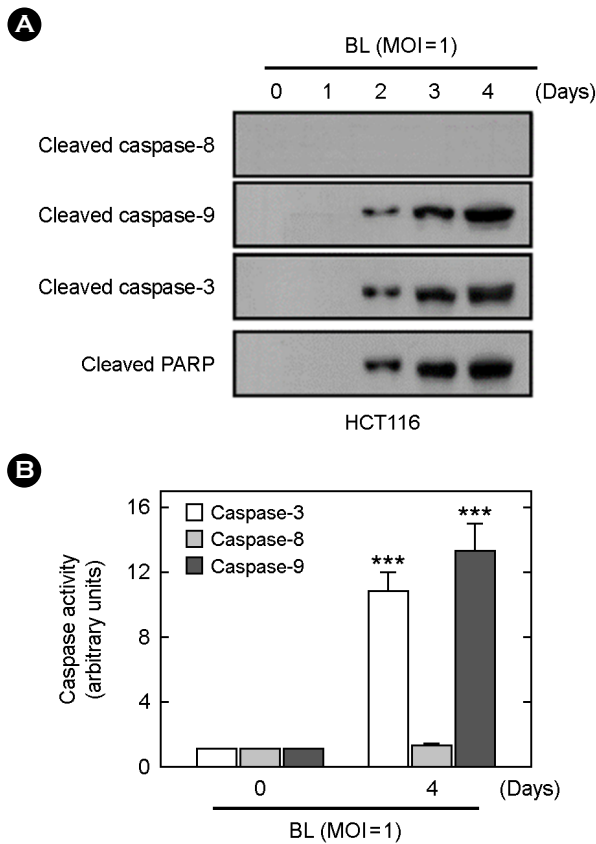 A
BL (MOI=1)
0 1 2 3 4 (Days)
Cleaved caspase-8
Cleaved caspase-9
Cleaved caspase-3
Cleaved PARP
HCT116
B
Caspase activity
(arbitrary units)
16
12
8
4
0
Caspase-3
Caspase-8
Caspase-9
***
***
0 4 (Days)
BL (MOI=1)